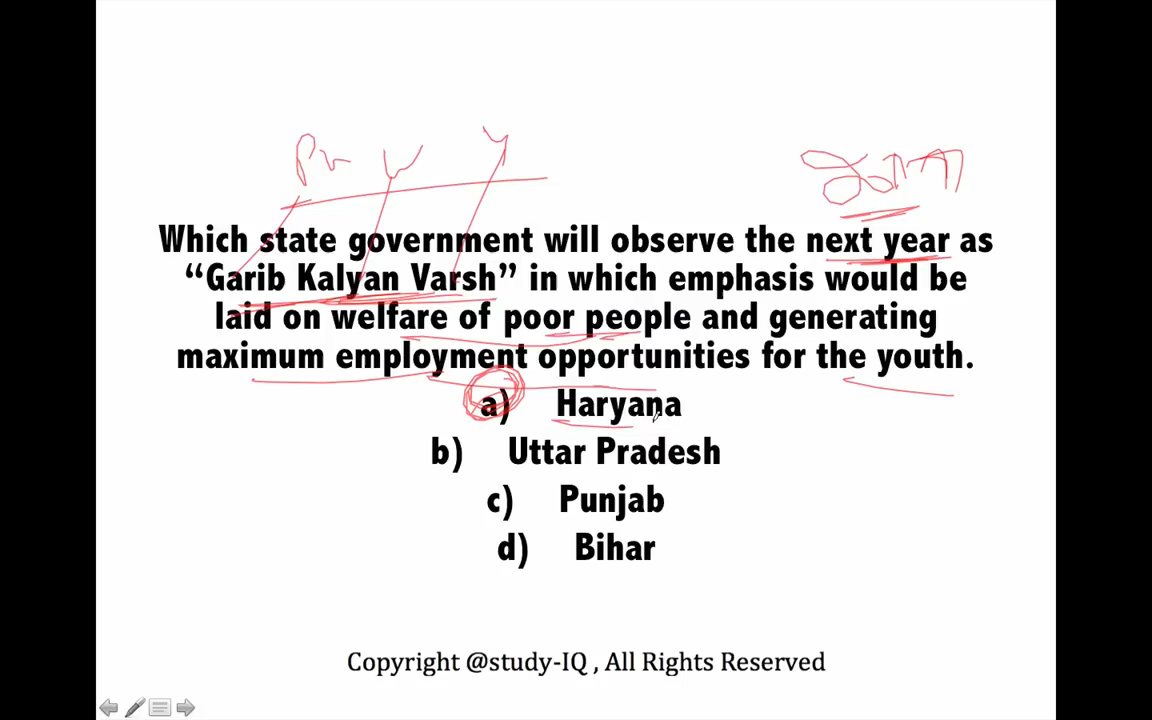 Which state government will observe the next year as
“Garib Kalyan Varsh” in which emphasis would be
laid on welfare of poor people and generating
maximum employment opportunities for the youth.
a) Haryana
b) Uttar Pradesh
c) Punjab
d) Bihar
Copyright @study-IQ , All Rights Reserved